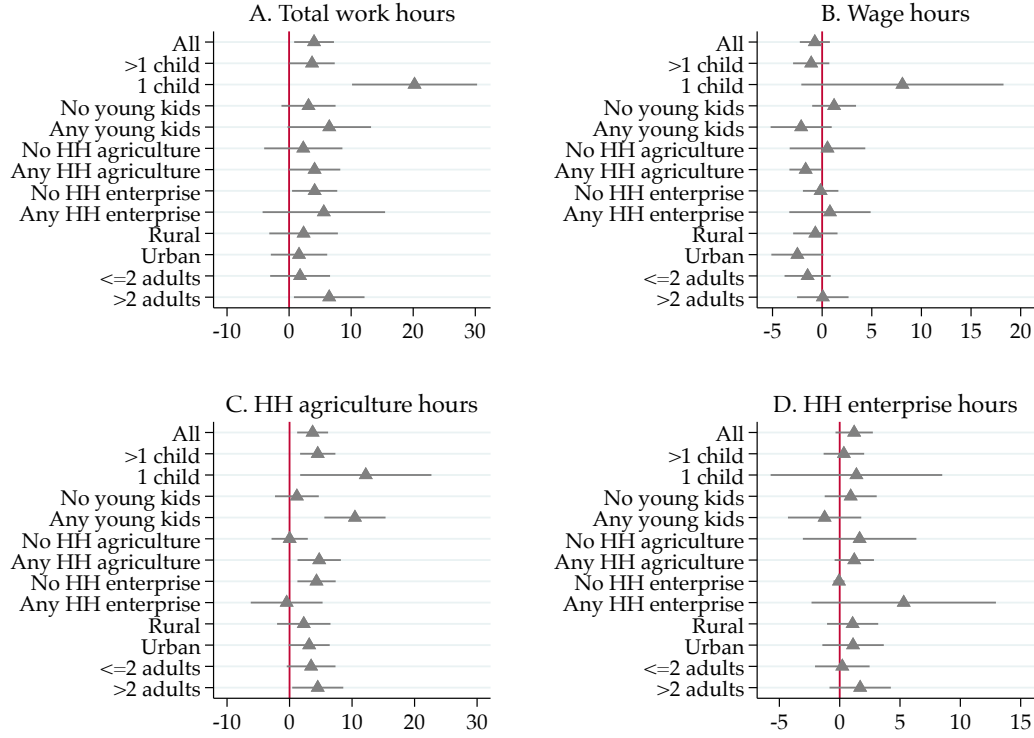 A. Total work hours
All
>1 child
1 child
No young kids
Any young kids
No HH agriculture
Any HH agriculture
No HH enterprise
Any HH enterprise
Rural
Urban
<=2 adults
>2 adults
-10 0 10 20 30
B. Wage hours
All
>1 child
1 child
No young kids
Any young kids
No HH agriculture
Any HH agriculture
No HH enterprise
Any HH enterprise
Rural
Urban
<=2 adults
>2 adults
-5 0 5 10 15 20
C. HH agriculture hours
All
>1 child
1 child
No young kids
Any young kids
No HH agriculture
Any HH agriculture
No HH enterprise
Any HH enterprise
Rural
Urban
<=2 adults
>2 adults
-10 0 10 20 30
D. HH enterprise hours
All
>1 child
1 child
No young kids
Any young kids
No HH agriculture
Any HH agriculture
No HH enterprise
Any HH enterprise
Rural
Urban
<=2 adults
>2 adults
-5 0 5 10 15